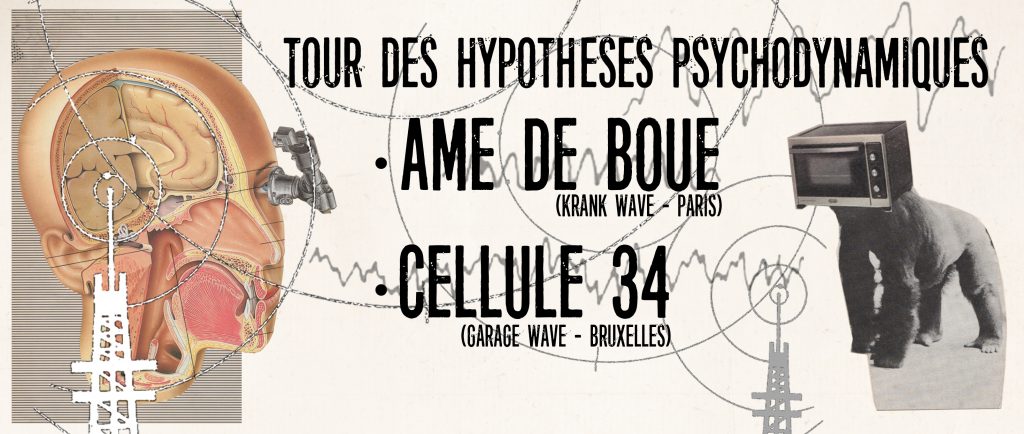 TOUR DES HYPOTHESES PSYCHODYNAMIQUES
• AME DE BOUE
(KRANK WAVE - PARIS)
• CELLULE 34
(GARAGE WAVE - BRUXELLES)